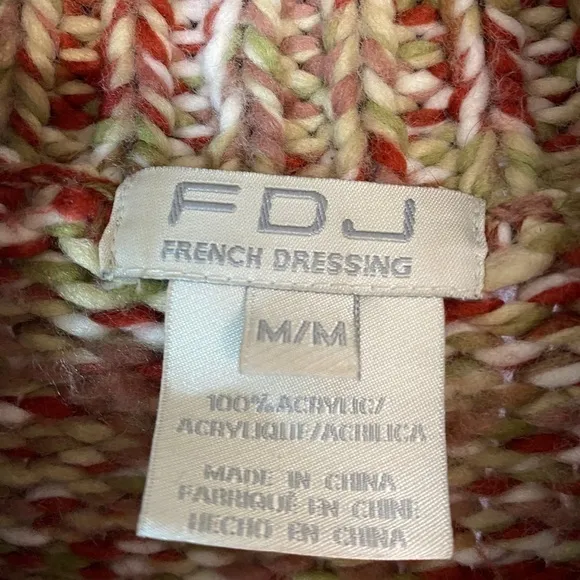 FDJ
FRENCH DRESSING
M/M
100% ACRYLIC/
ACRYLIQUE/ACRILICA
MADE IN CHINA
FABRIQUÉ EN CHINE
HECHO EN CHINA